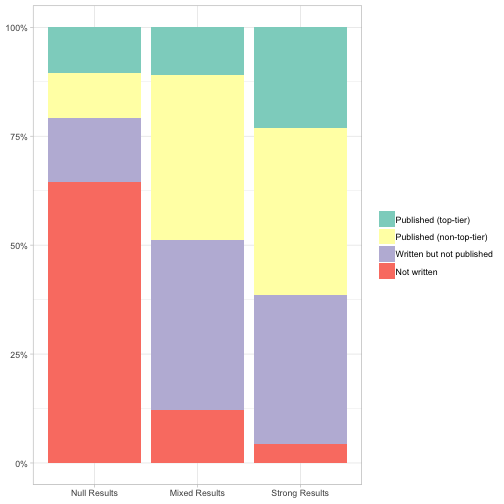 100%
75%
50%
25%
0%
Null Results
Mixed Results
Strong Results
Published (top-tier)
Published (non-top-tier)
Written but not published
Not written